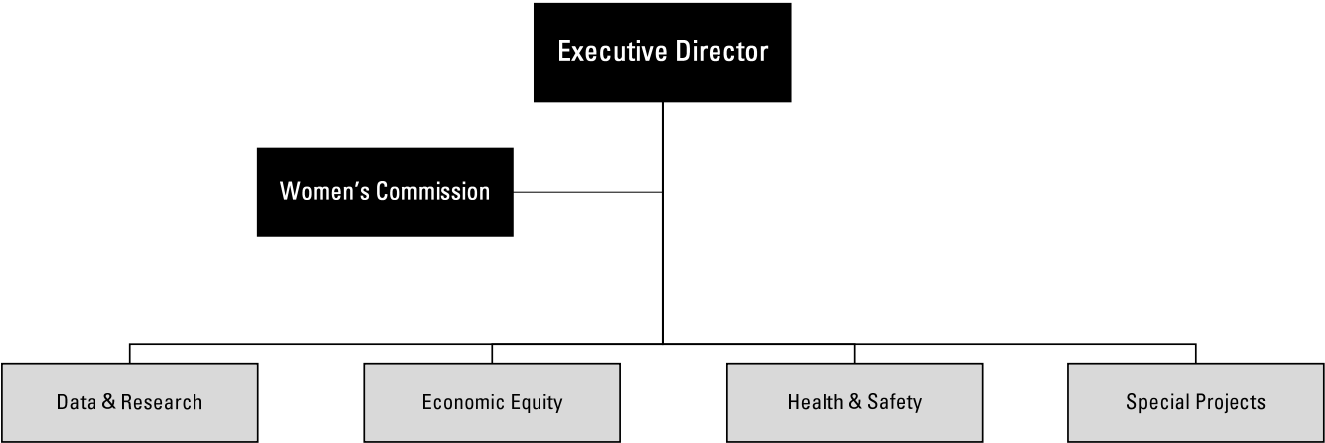 Executive Director
Women’s Commission
Data & Research
Economic Equity
Health & Safety
Special Projects